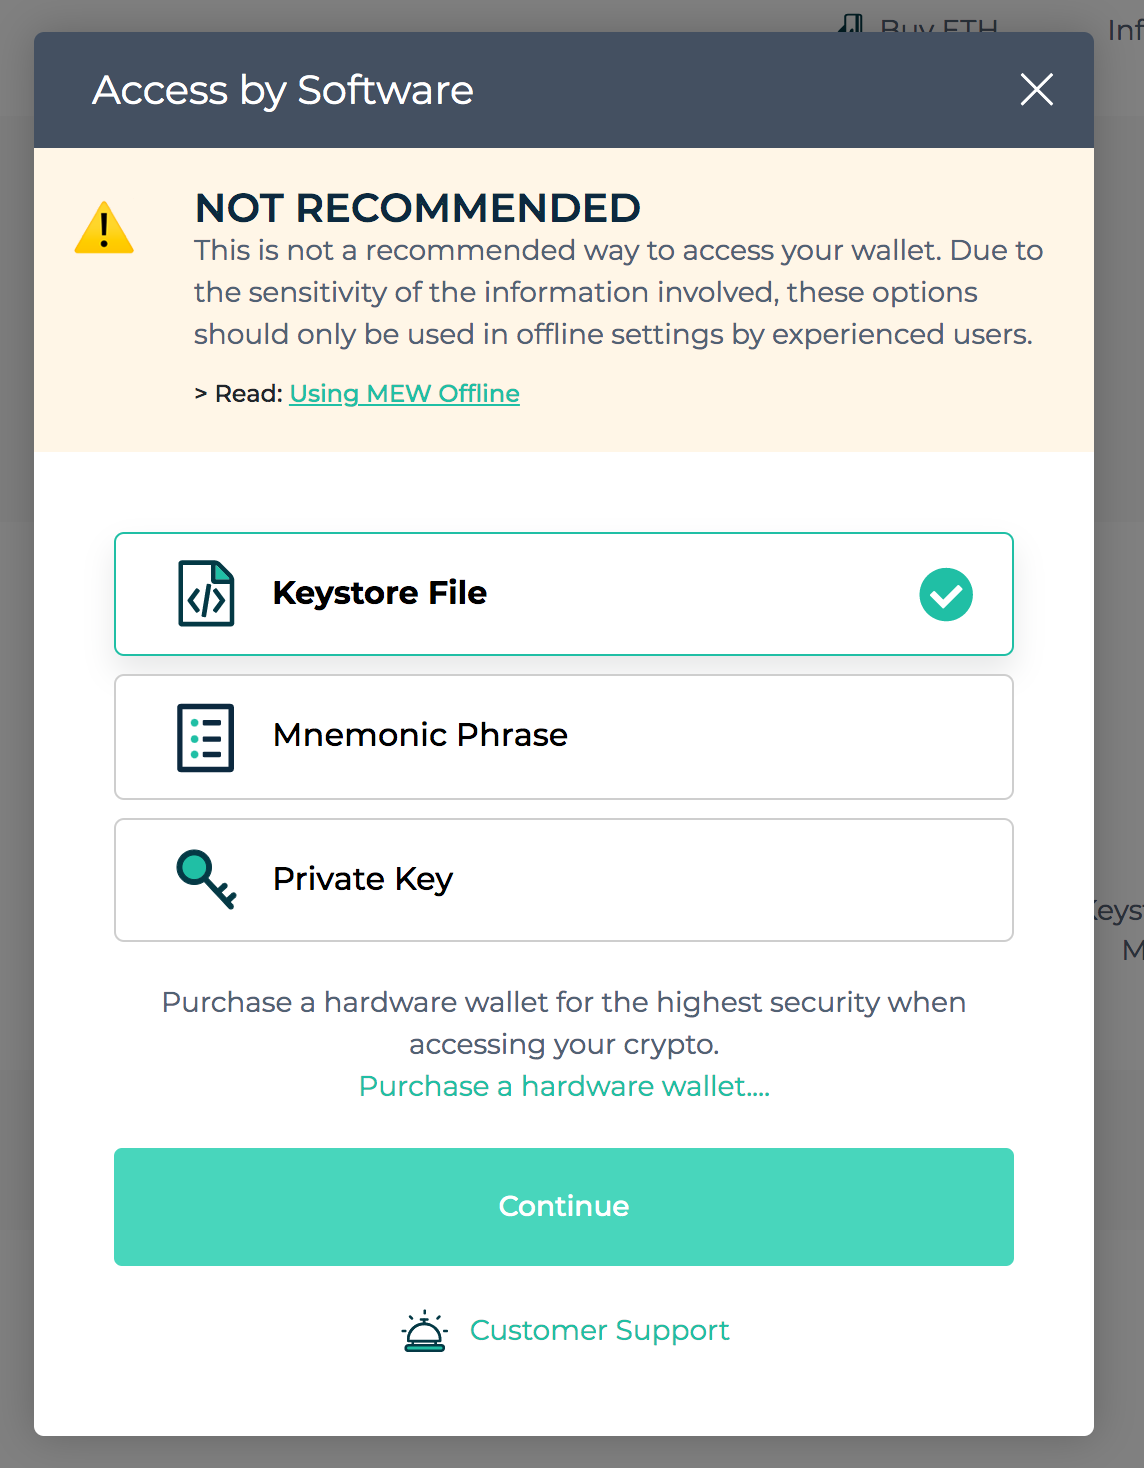 Buy ETH
Inf
Access by Software
NOT RECOMMENDED
This is not a recommended way to access your wallet. Due to
the sensitivity of the information involved, these options
should only be used in offline settings by experienced users.
> Read: Using MEW Offline
Keystore File
Mnemonic Phrase
Private Key
Keyst
M
Purchase a hardware wallet for the highest security when
accessing your crypto.
Purchase a hardware wallet....
Continue
Customer Support